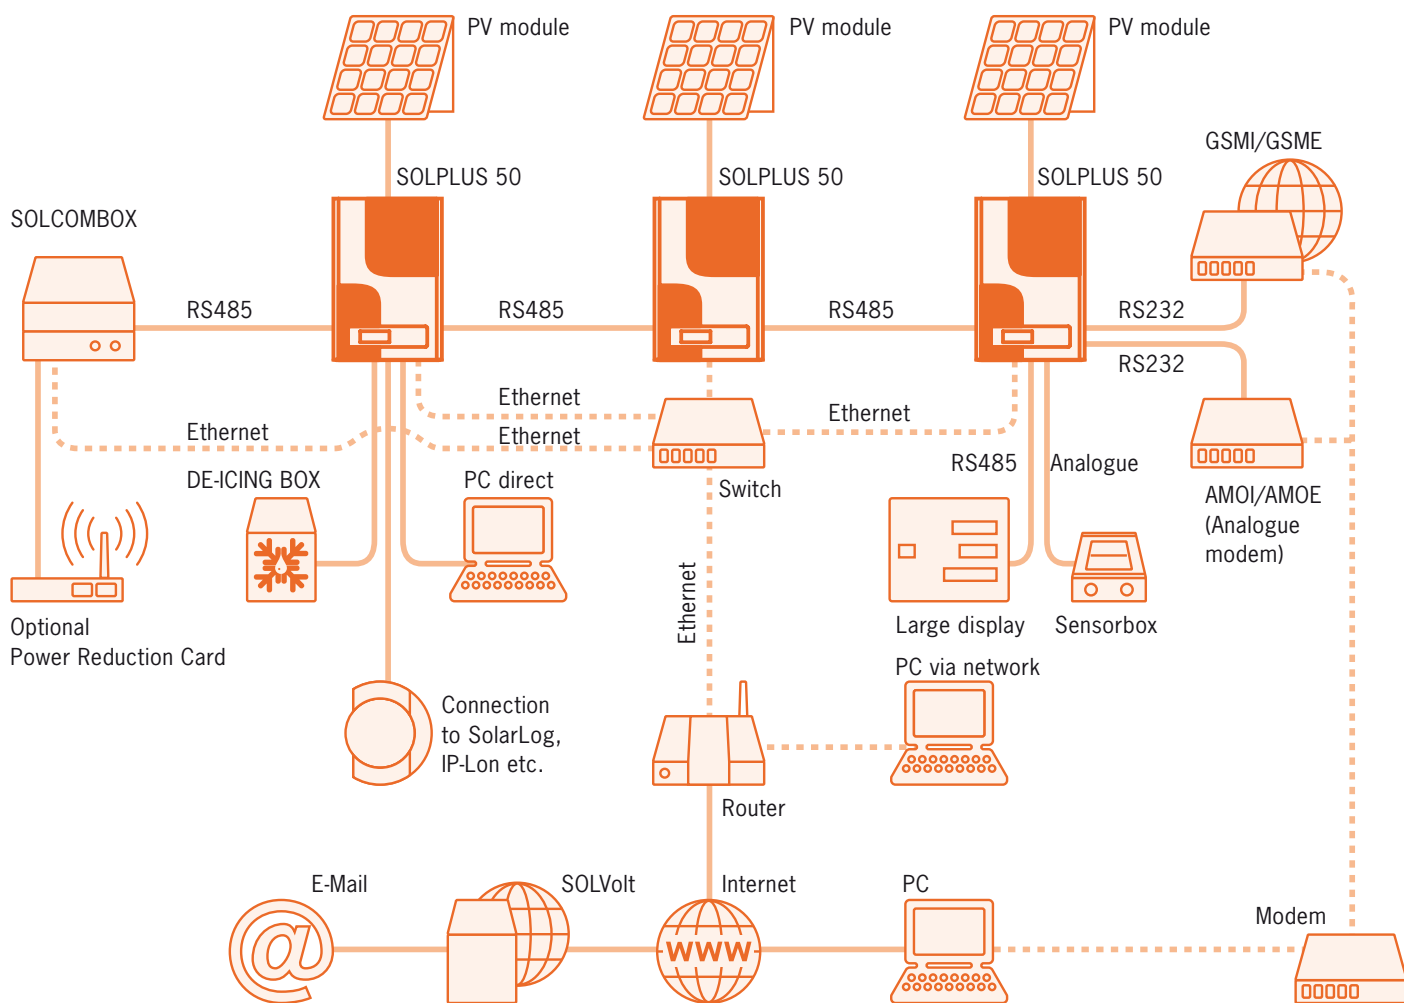 PV module
PV module
PV module
GSMI/GSME
SOLPLUS 50
SOLPLUS 50
SOLPLUS 50
SOLCOMBOX
RS485
RS485
RS485
RS232
RS232
Ethernet
Ethernet
Ethernet
Ethernet
DE-ICING BOX
PC direct
Switch
RS485
Analogue
AMOI/AMOE
(Analogue
modem)
Ethernet
Optional
Power Reduction Card
Large display
Sensorbox
PC via network
Connection
to SolarLog,
IP-Lon etc.
Router
E-Mail
SOLVolt
Internet
PC
Modem
@
WWW